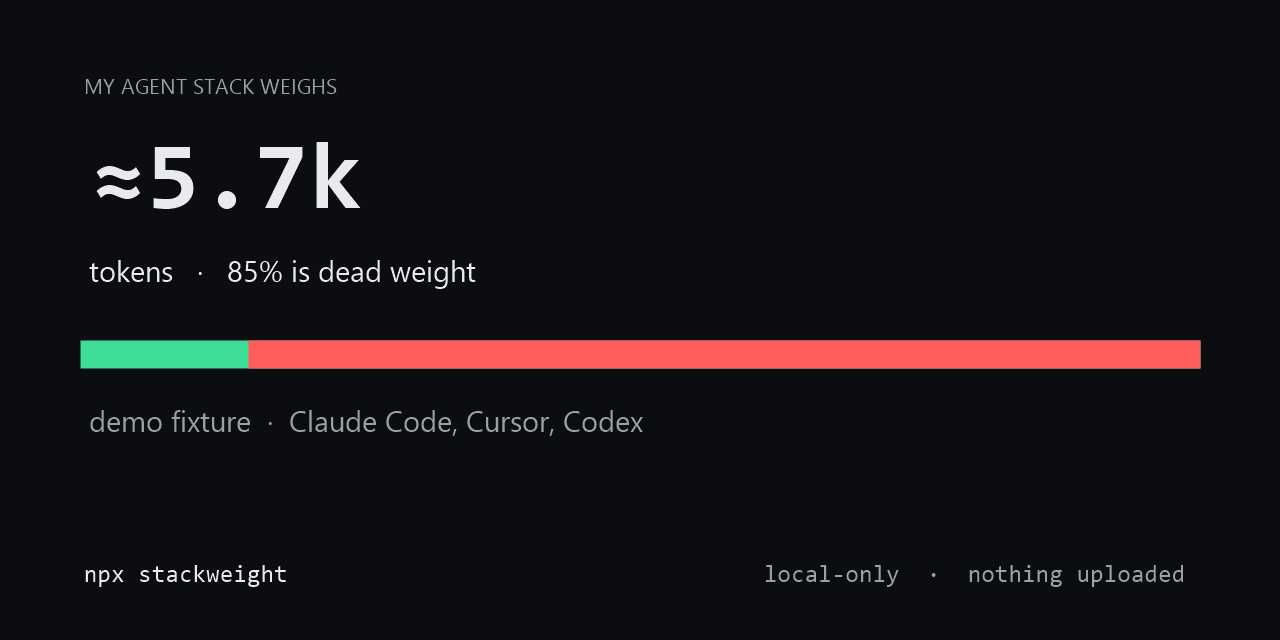 MY AGENT STACK WEIGHS
≈5.7k
tokens · 85% is dead weight
demo fixture · Claude Code, Cursor, Codex
npx stackweight
local-only · nothing uploaded